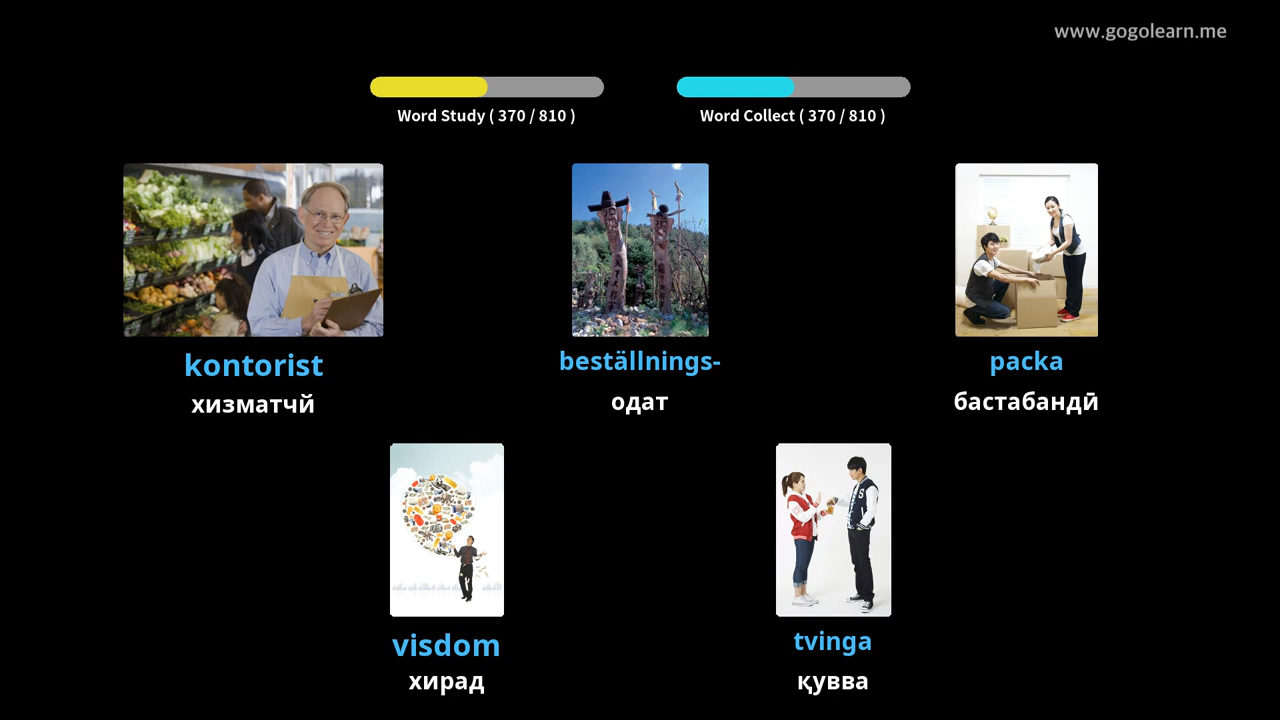 www.gogolearn.me
Word Study ( 370 / 810 )
Word Collect ( 370 / 810 )
kontorist
хизматчй
beställnings-
одат
packa
бастабандӣ
visdom
хирад
tvinga
қувва